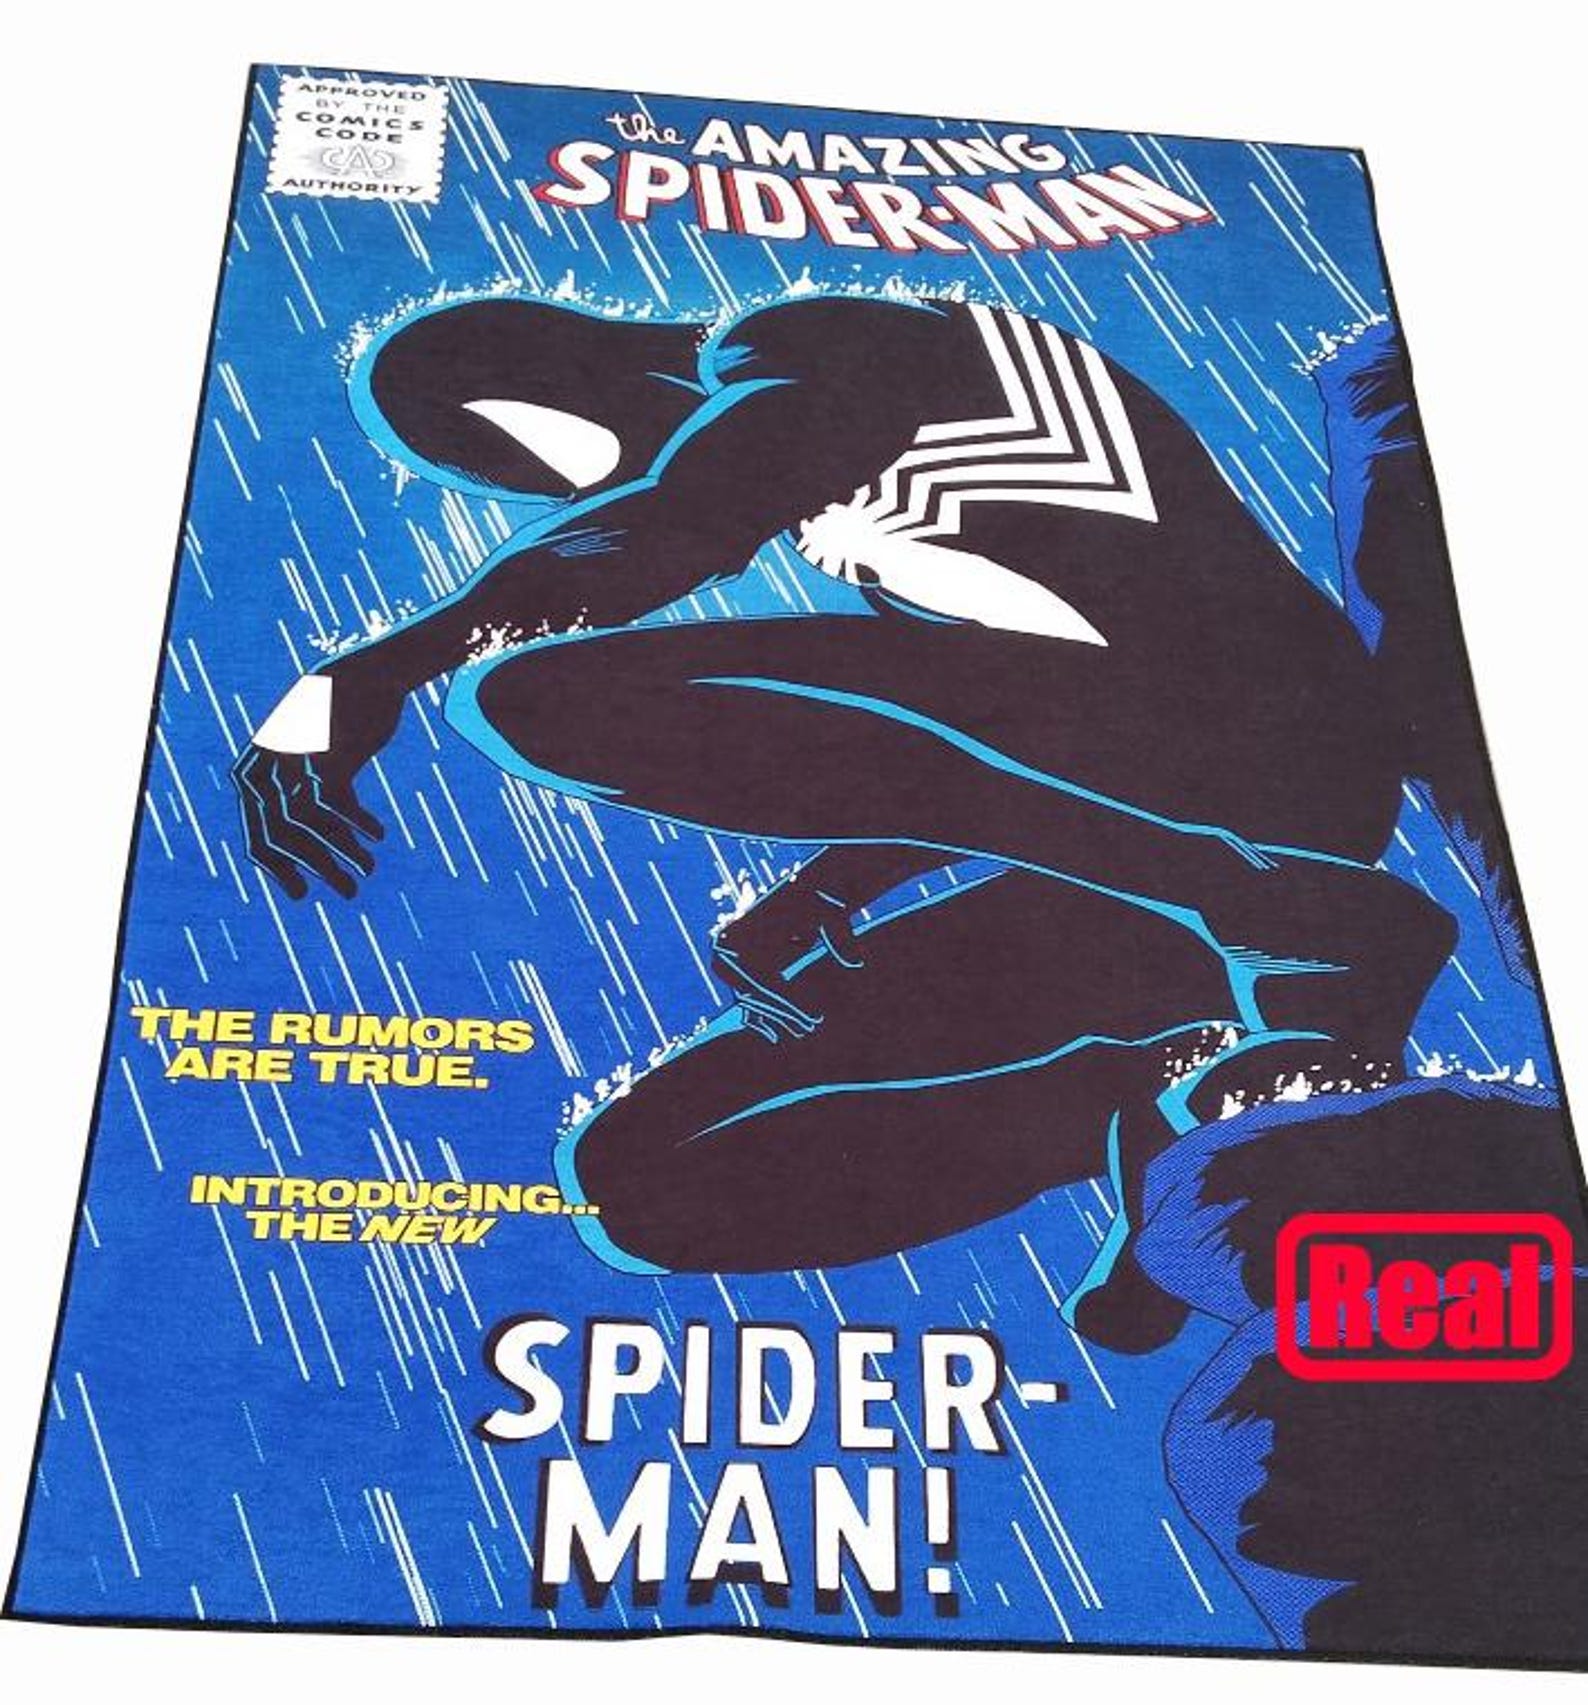 APPROVED
BY THE
COMICS
CODE
CAC
AUTHORITY
the AMAZING
SPIDER-MAN
THE RUMORS
ARE TRUE.
INTRODUCING...
THE NEW
SPIDER-
MAN!
Real